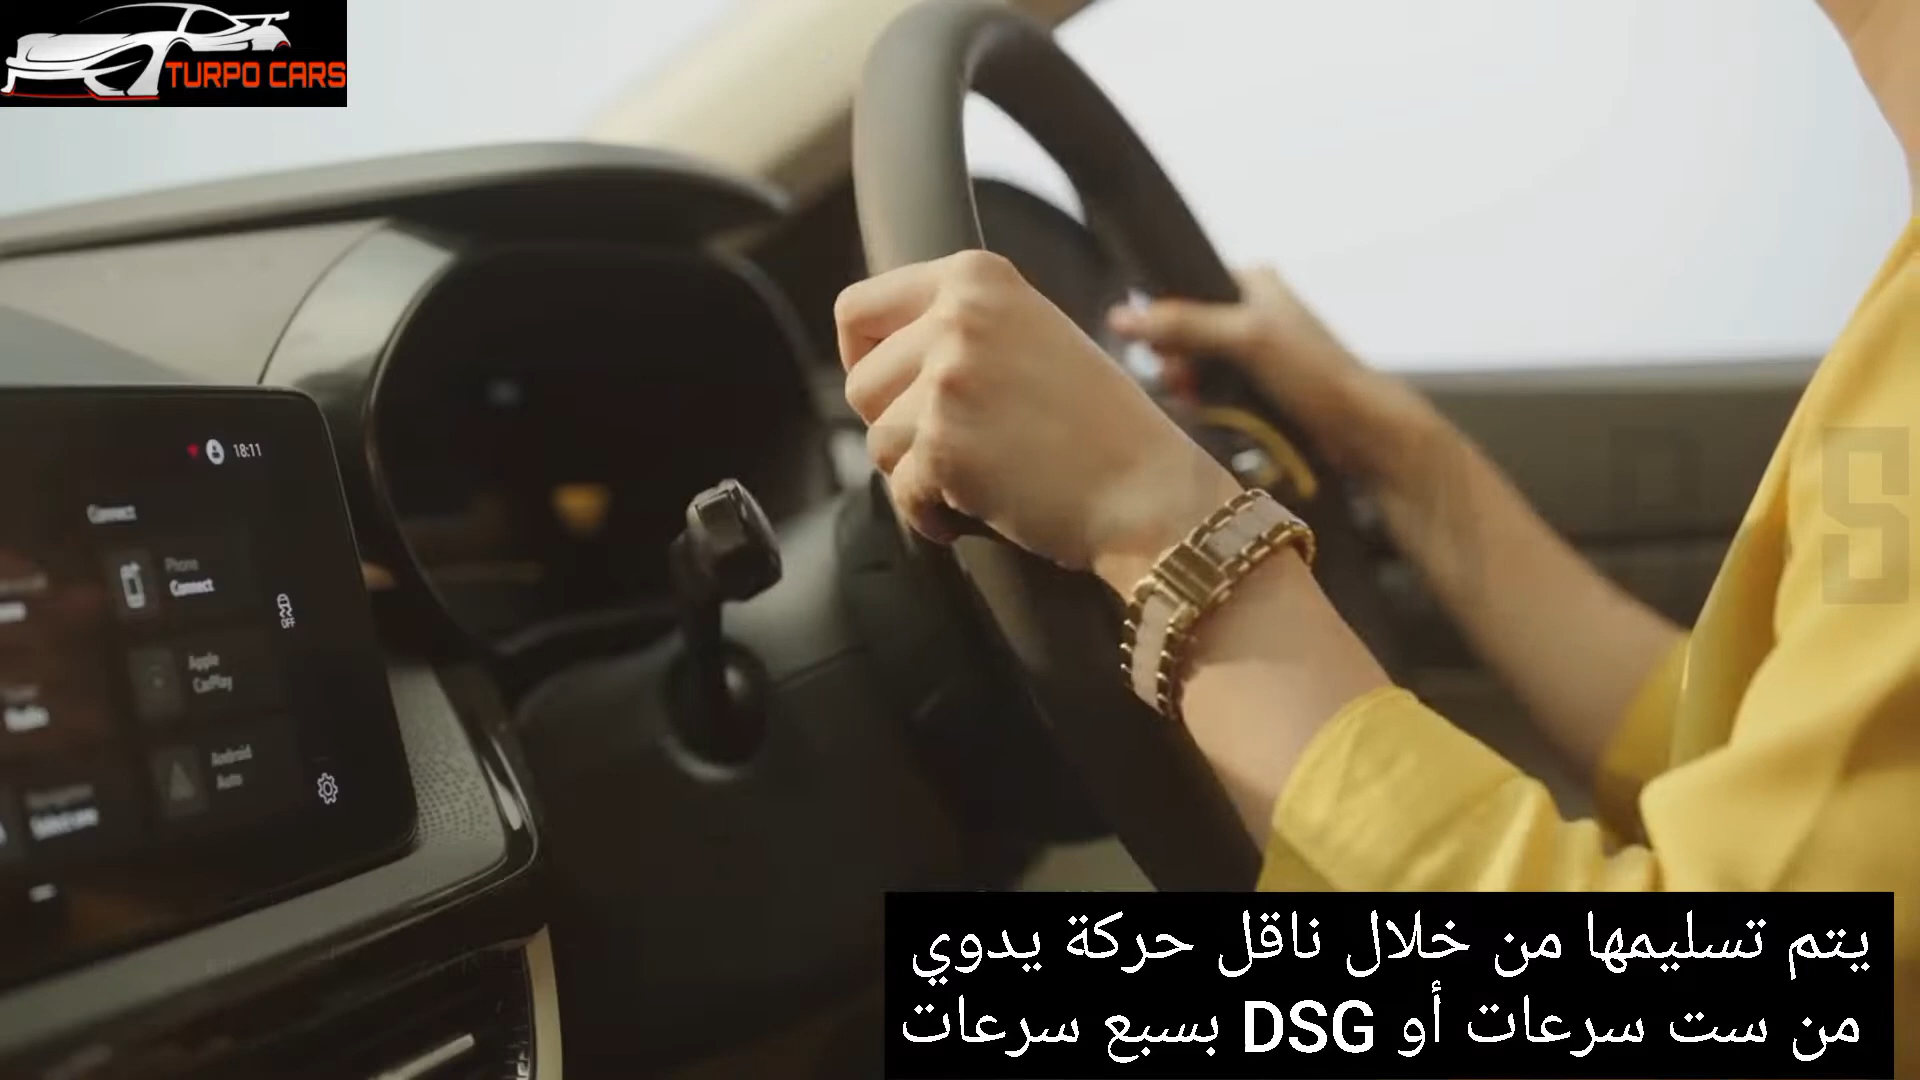 TURPO CARS
18:11
Connect
Phone
Connect
OFF
Apple
CarPlay
Android
Auto
S
يتم تسليمها من خلال ناقل حركة يدوي
من ست سرعات أو DSG بسبع سرعات